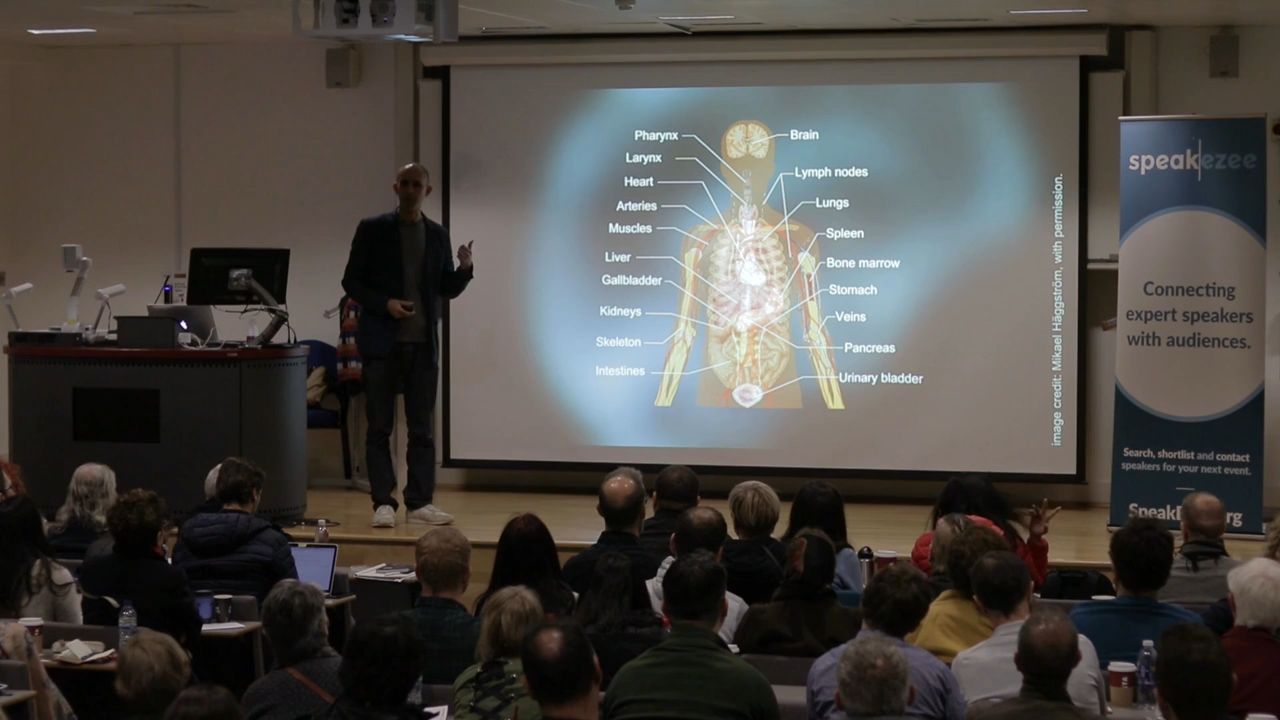 Pharynx
Brain
Larynx
Lymph nodes
Heart
Lungs
Arteries
Muscles
Spleen
Liver
Bone marrow
Gallbladder
Stomach
Kidneys
Veins
Skeleton
Pancreas
Intestines
Urinary bladder
image credit: Mikael Häggström, with permission.
speakezee
Connecting
expert speakers
with audiences.
Search, shortlist and contact
speakers for your next event.